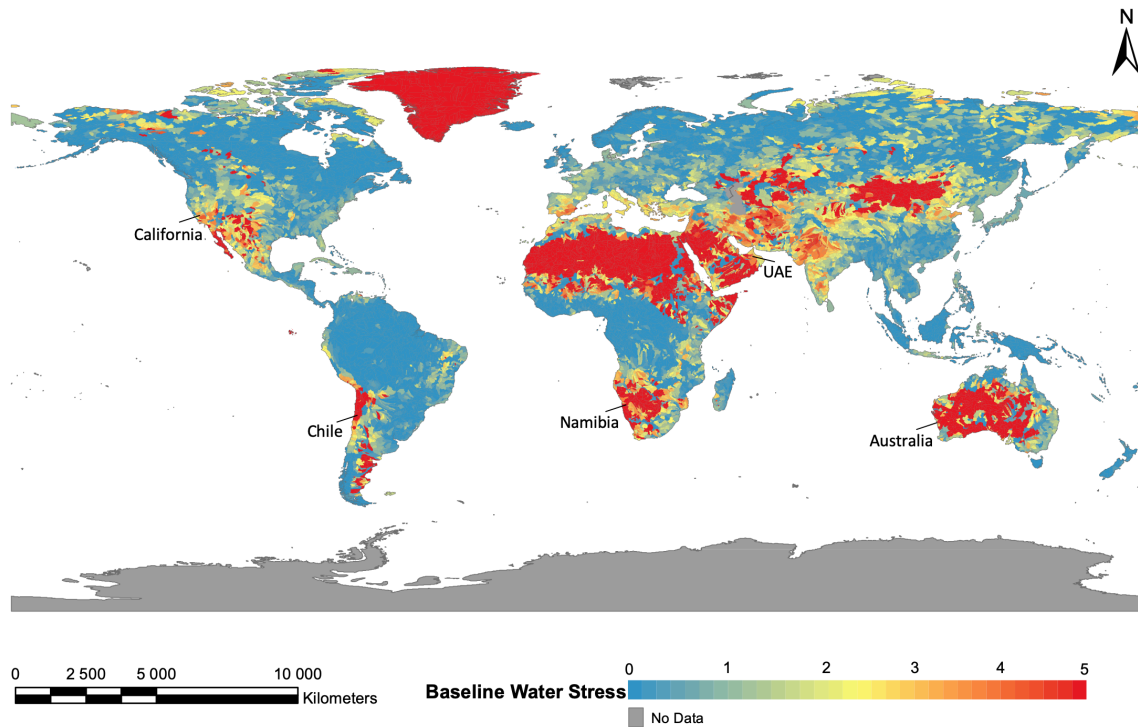 N
California
UAE
Chile
Namibia
Australia
0 2 500 5 000 10 000
Kilometers
Baseline Water Stress
0 1 2 3 4 5
No Data